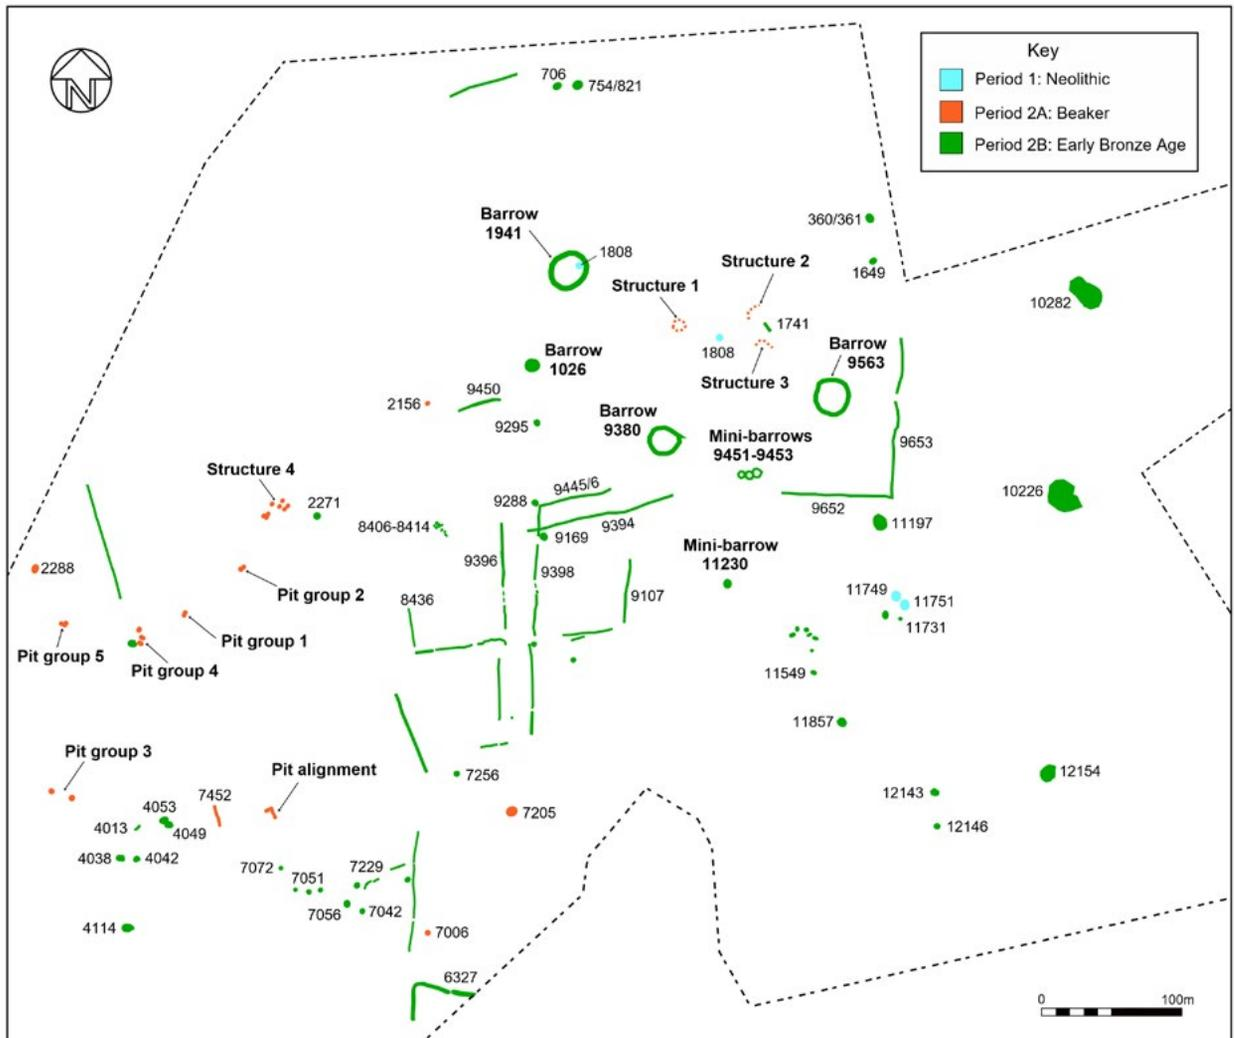 N
Key
Period 1: Neolithic
Period 2A: Beaker
Period 2B: Early Bronze Age
706
754/821
Barrow
1941
1808
360/361
1649
Structure 2
Structure 1
10282
1741
1808
Structure 3
Barrow
9563
Barrow
1026
2156
9450
9295
Barrow
9380
Mini-barrows
9451-9453
9653
Structure 4
2271
9288
9445/6
9394
9652
10226
11197
8406-8414
9169
9396
9398
Mini-barrow
11230
2288
Pit group 2
8436
9107
11749
11751
11731
Pit group 1
Pit group 5
Pit group 4
11549
11857
Pit group 3
Pit alignment
7256
12154
7452
7205
12143
4053
4013
4049
12146
4038
4042
7072
7051
7229
7056
7042
4114
7006
6327
0
100m